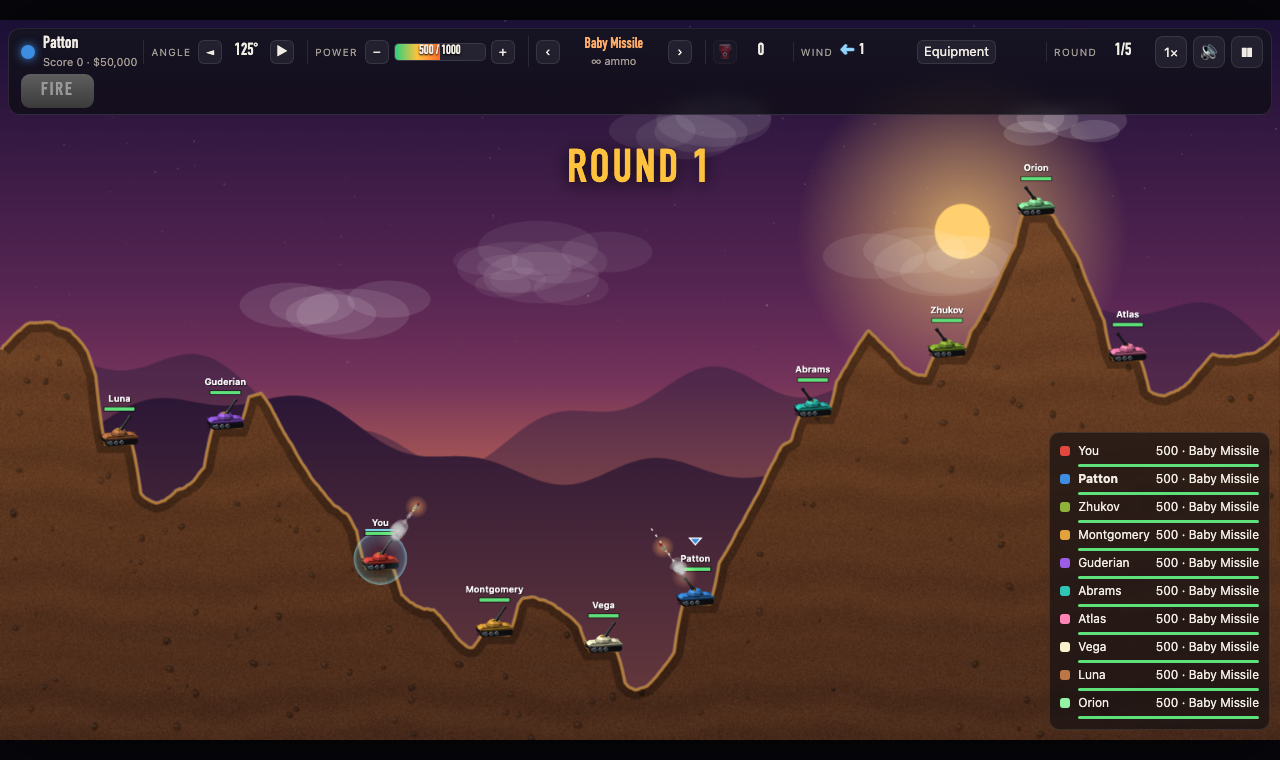 Patton
Score 0 · $50,000
ANGLE ◄ 125° ▶
POWER − 500 / 1000 +
‹ Baby Missile ›
∞ ammo
0
WIND 1
Equipment
ROUND 1/5
1×
FIRE
ROUND 1
Orion
Zhukov
Atlas
Abrams
Guderian
Luna
You
Patton
Montgomery
Vega
You 500 · Baby Missile
Patton 500 · Baby Missile
Zhukov 500 · Baby Missile
Montgomery 500 · Baby Missile
Guderian 500 · Baby Missile
Abrams 500 · Baby Missile
Atlas 500 · Baby Missile
Vega 500 · Baby Missile
Luna 500 · Baby Missile
Orion 500 · Baby Missile